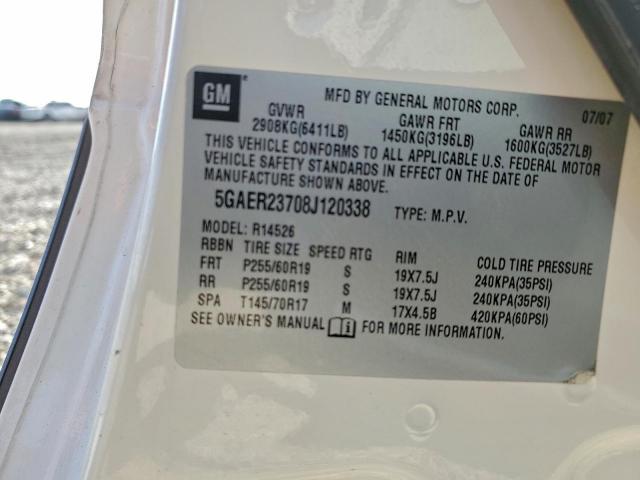 GM
MFD BY GENERAL MOTORS CORP. 07/07
GVWR GAWR FRT GAWR RR
2908KG(6411LB) 1450KG(3196LB) 1600KG(3527LB)
THIS VEHICLE CONFORMS TO ALL APPLICABLE U.S. FEDERAL MOTOR
VEHICLE SAFETY STANDARDS IN EFFECT ON THE DATE OF
MANUFACTURE SHOWN ABOVE.
5GAER23708J120338 TYPE: M.P.V.
MODEL: R14526
RBBN TIRE SIZE SPEED RTG RIM COLD TIRE PRESSURE
FRT P255/60R19 S 19X7.5J 240KPA(35PSI)
RR P255/60R19 S 19X7.5J 240KPA(35PSI)
SPA T145/70R17 M 17X4.5B 420KPA(60PSI)
SEE OWNER'S MANUAL FOR MORE INFORMATION.